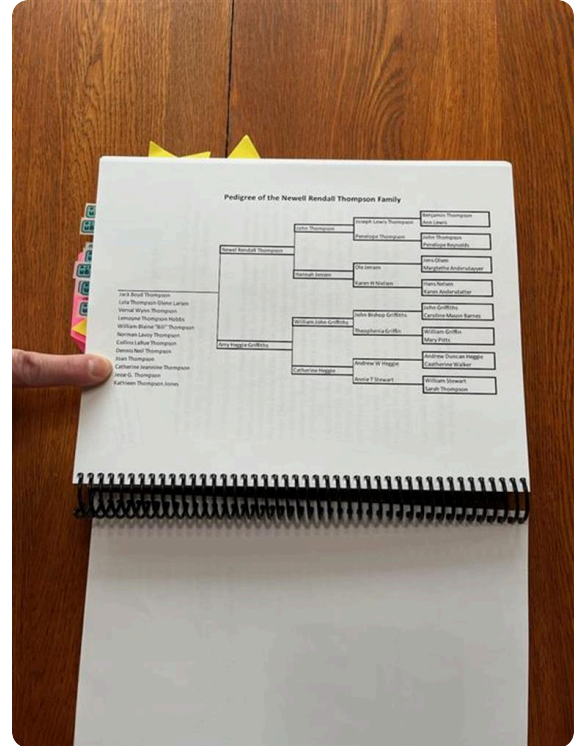 Pedigree of the Newell Rendall Thompson Family
Benjamin Thompson
Joseph Lewis Thompson
Ann Lewis
John Thompson
Penelope Thompson
John Thompson
Penelope Reynolds
Newel Rendall Thompson
Jens Olsen
Ole Jensen
Margrethe Andersdayyer
Hannah Jensen
Karen H Nielsen
Hans Nelsen
Karen Andersdatter
Jack Boyd Thompson
Lela Thompson Glenn Larsen
Versal Wynn Thompson
Lemoyne Thompson Hobbs
William Blaine "Bill" Thompson
Norman Lavoy Thompson
Collins LaRue Thompson
Dennis Neil Thompson
Joan Thompson
Catherine Jeannine Thompson
Jesse G. Thompson
Kathleen Thompson Jones
John Griffiths
John Bishop Griffiths
Caroline Mason Barnes
William John Griffiths
Theophenia Griffin
William Griffin
Mary Pitts
Amy Heggie Griffiths
Andrew Duncan Heggie
Andrew W Heggie
Caatherine Walker
Catherine Heggie
Annie T Stewart
William Stewart
Sarah Thompson